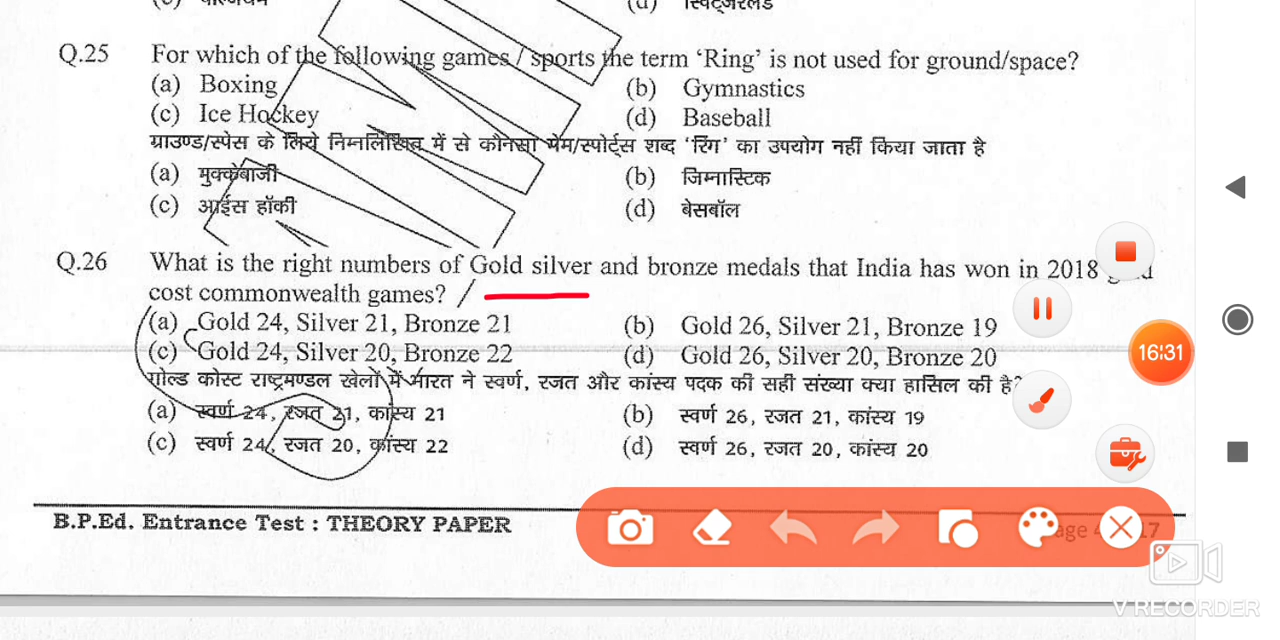 (d) स्विट्ज़रलैंड
Q.25 For which of the following games / sports the term ‘Ring’ is not used for ground/space?
(a) Boxing (b) Gymnastics
(c) Ice Hockey (d) Baseball
ग्राउण्ड/स्पेस के लिये निम्नलिखित में से कौनसा गेम/स्पोर्ट्स शब्द ‘रिंग’ का उपयोग नहीं किया जाता है
(a) मुक्केबाजी (b) जिम्नास्टिक
(c) आईस हॉकी (d) बेसबॉल
Q.26 What is the right numbers of Gold silver and bronze medals that India has won in 2018
cost commonwealth games? /
(a) Gold 24, Silver 21, Bronze 21 (b) Gold 26, Silver 21, Bronze 19
(c) Gold 24, Silver 20, Bronze 22 (d) Gold 26, Silver 20, Bronze 20
गोल्ड कोस्ट राष्ट्रमण्डल खेलों में भारत ने स्वर्ण, रजत और कांस्य पदक की सही संख्या क्या हासिल की है?
(a) स्वर्ण 24, रजत 21, कांस्य 21 (b) स्वर्ण 26, रजत 21, कांस्य 19
(c) स्वर्ण 24, रजत 20, कांस्य 22 (d) स्वर्ण 26, रजत 20, कांस्य 20
B.P.Ed. Entrance Test : THEORY PAPER
16:31
V RECORDER